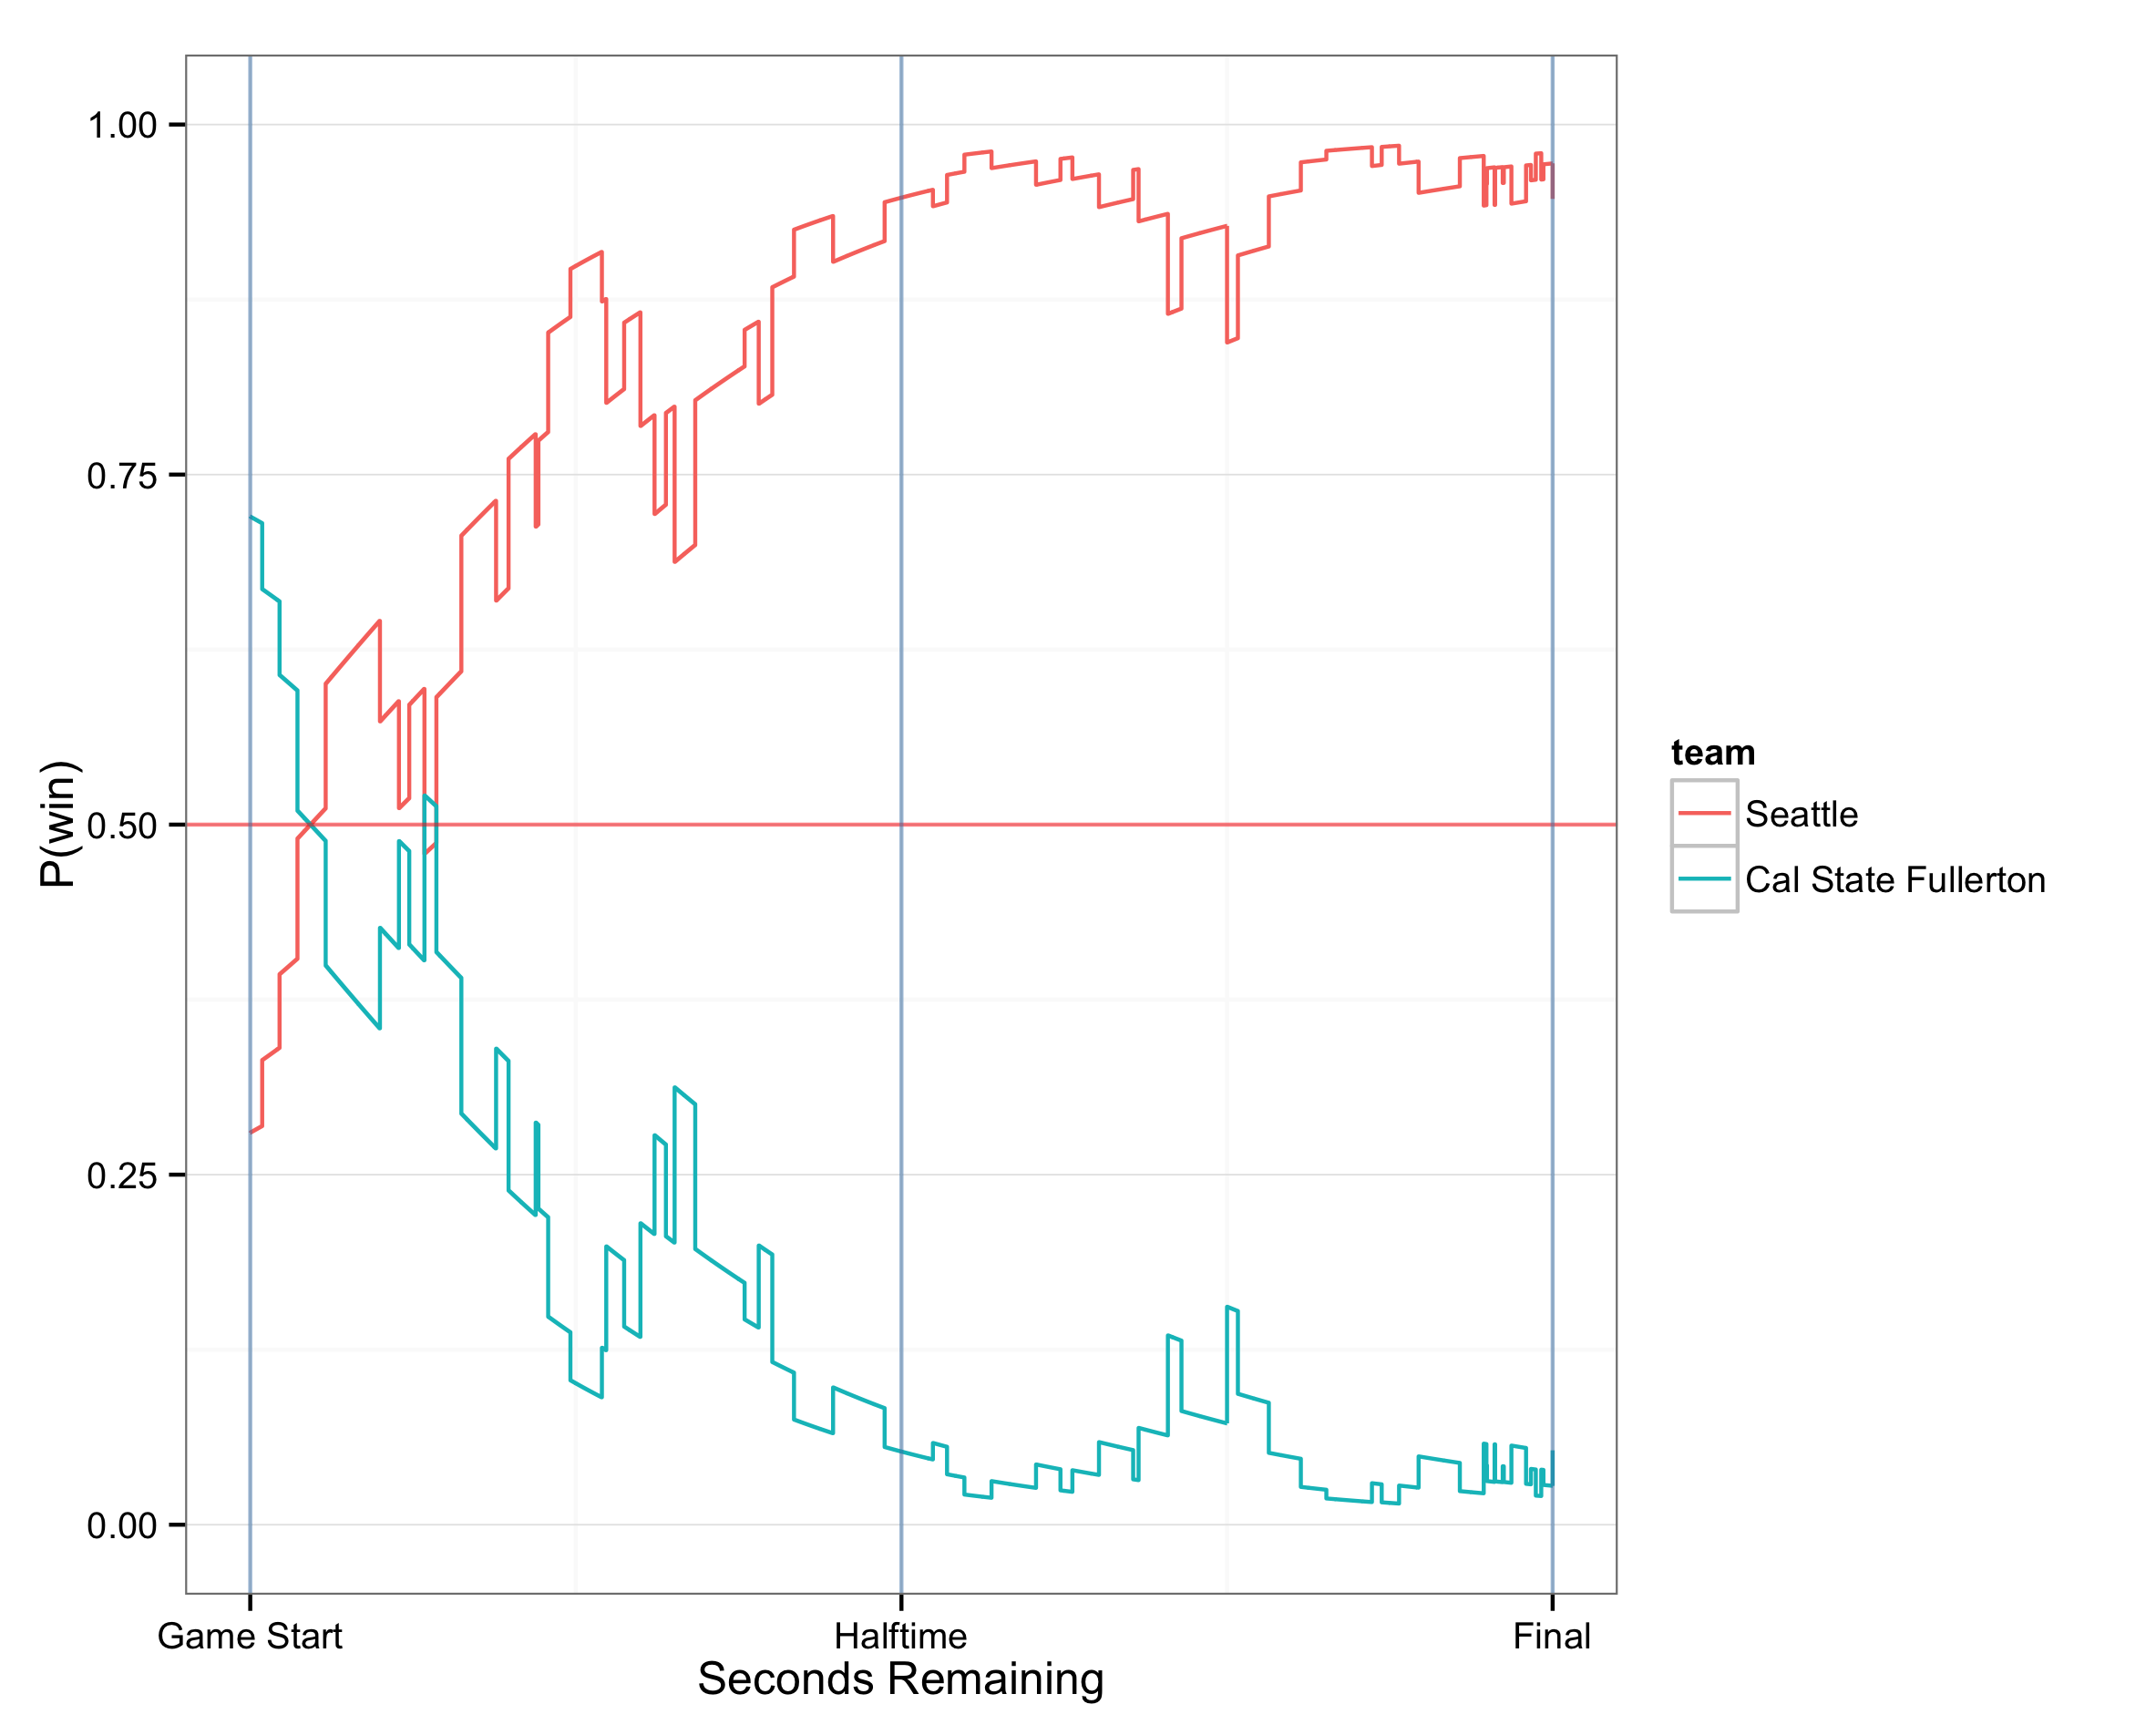 1.00
0.75
0.50
0.25
0.00
P(win)
Game Start
Halftime
Final
Seconds Remaining
team
Seattle
Cal State Fullerton